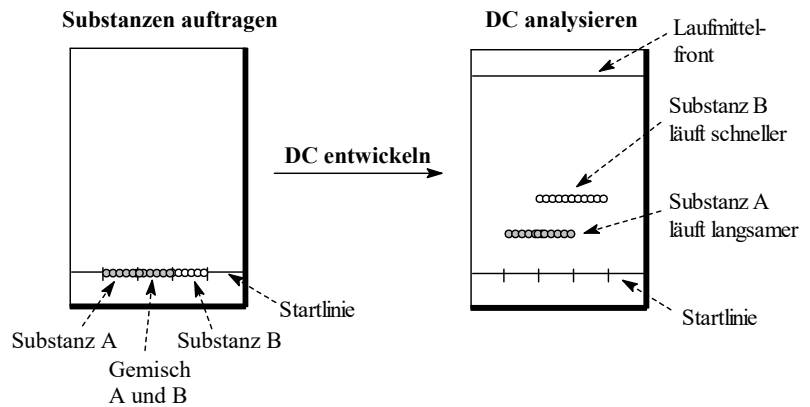 Substanzen auftragen
Substanz A
Gemisch
A und B
Substanz B
Startlinie
DC entwickeln
DC analysieren
Laufmittel-
front
Substanz B
läuft schneller
Substanz A
läuft langsamer
Startlinie